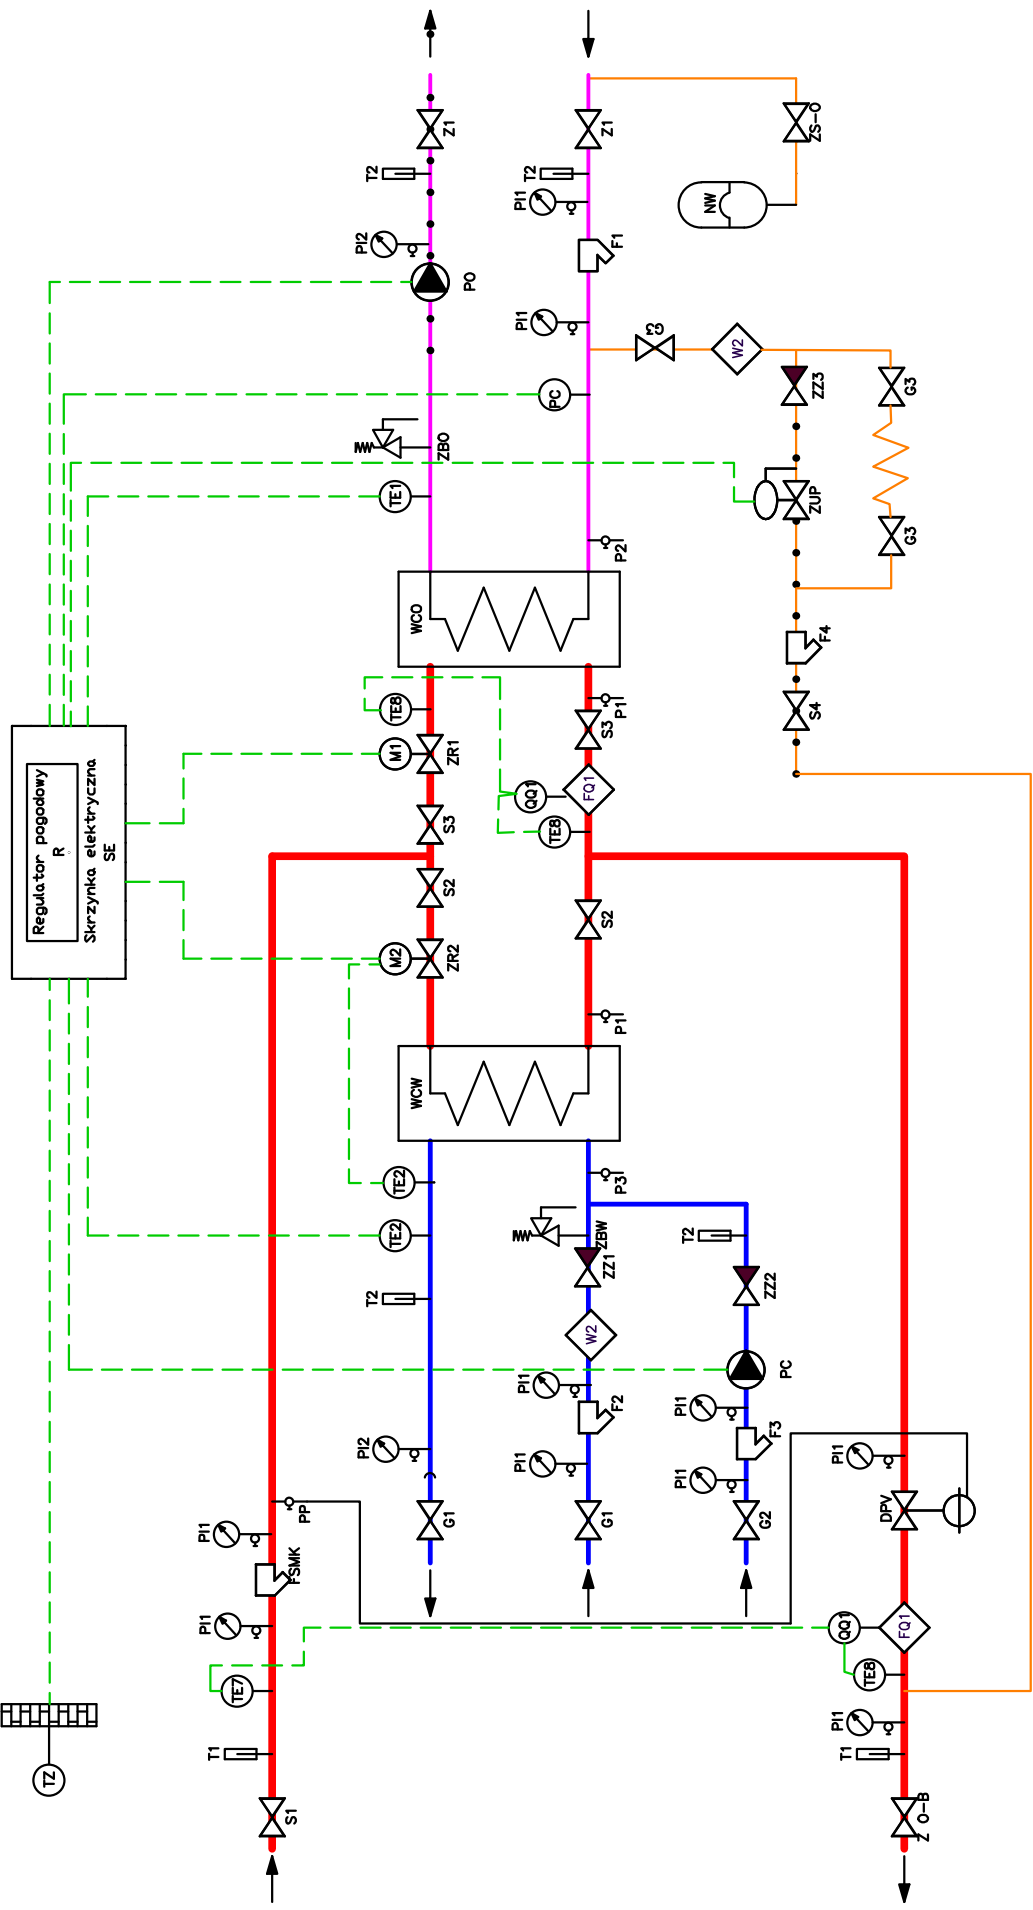 Z1
Z1
ZS-O
T2
T2
PI1
NW
PI2
F1
PO
PI1
G3
W2
ZZ3
G3
PC
ZBO
TE1
ZUP
G3
P2
WCO
F4
TE8
P1
S4
M1
ZR1
S3
Regulator pogodowy
R
Skrzynka elektryczna
SE
QQ1
FQ1
S3
TE8
S2
S2
M2
ZR2
P1
WCW
TE2
P3
TE2
ZBW
T2
ZZ1
ZZ2
T2
W2
PC
PI1
F2
PI1
F3
PI2
PI1
PI1
PI1
G1
G1
G2
DPV
PP
PI1
FSMK
PI1
QQ1
FQ1
TE7
TE8
PI1
T1
T1
TZ
S1
Z O-B